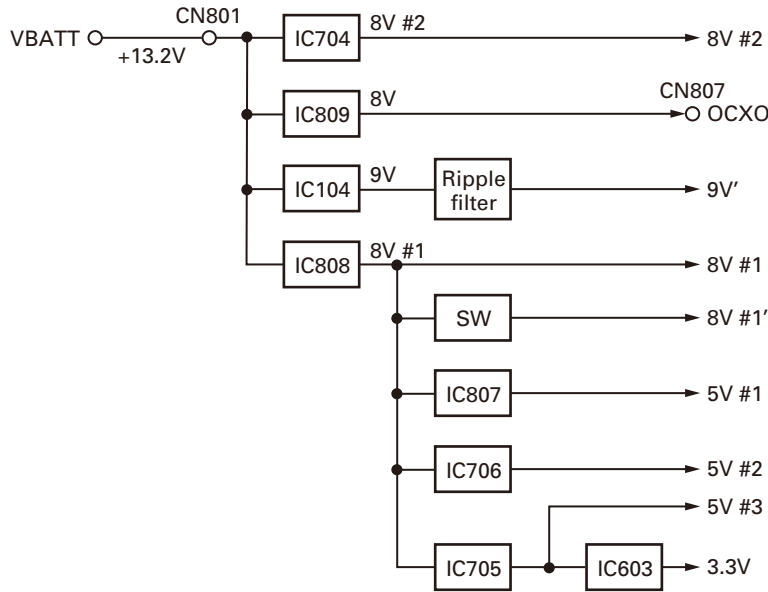 CN801
VBATT
+13.2V
IC704
8V #2
8V #2
IC809
8V
CN807
OCXO
IC104
9V
Ripple
filter
9V’
IC808
8V #1
8V #1
SW
8V #1’
IC807
5V #1
IC706
5V #2
5V #3
IC705
IC603
3.3V